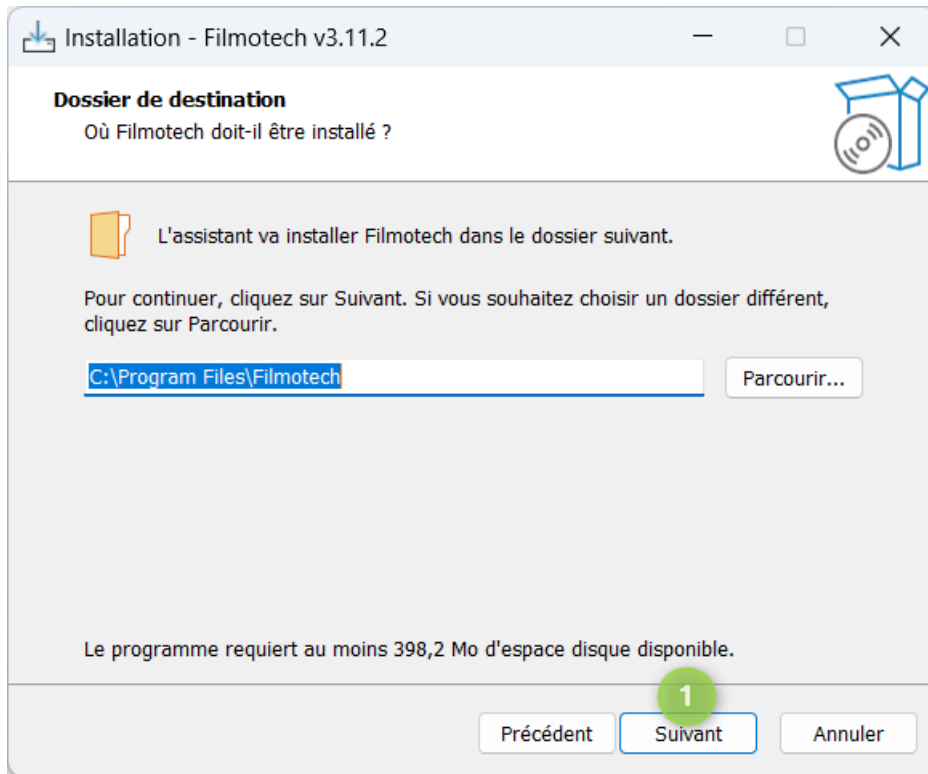 Installation - Filmotech v3.11.2
Dossier de destination
Où Filmotech doit-il être installé ?
L'assistant va installer Filmotech dans le dossier suivant.
Pour continuer, cliquez sur Suivant. Si vous souhaitez choisir un dossier différent,
cliquez sur Parcourir.
C:\Program Files\Filmotech
Parcourir...
Le programme requiert au moins 398,2 Mo d'espace disque disponible.
1
Précédent
Suivant
Annuler